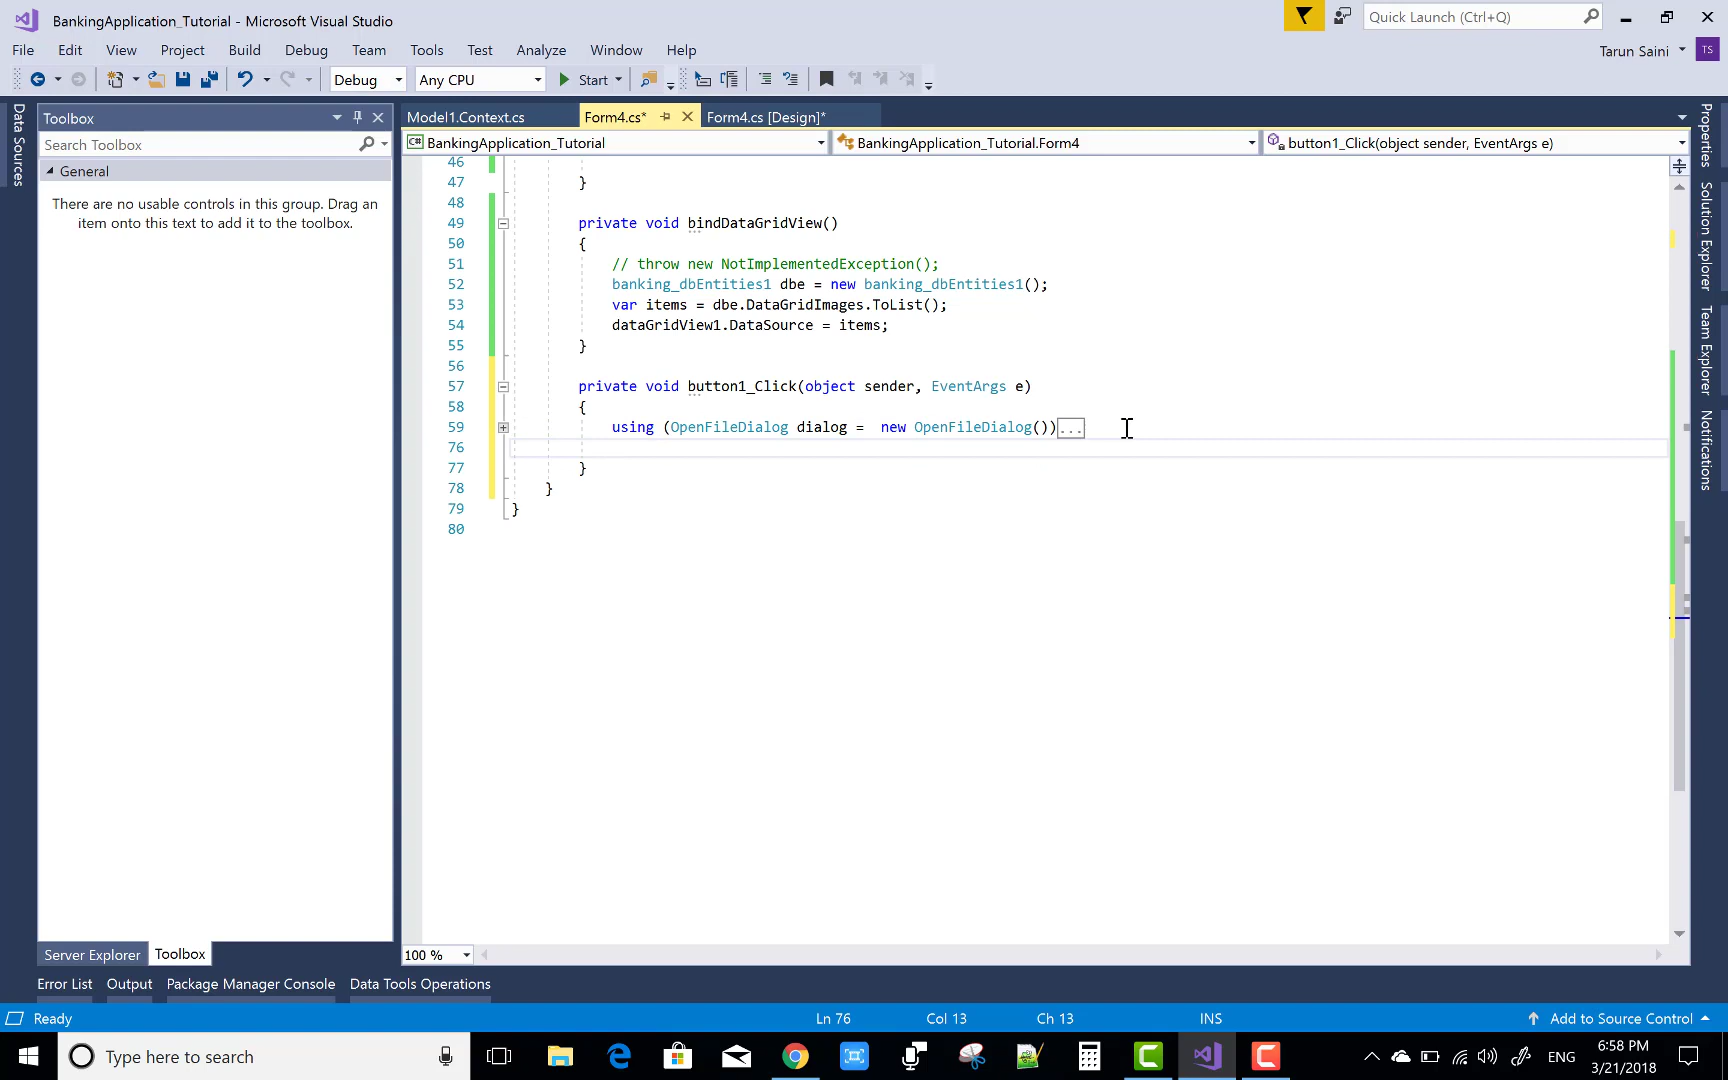 BankingApplication_Tutorial - Microsoft Visual Studio
Quick Launch (Ctrl+Q)
File Edit View Project Build Debug Team Tools Test Analyze Window Help
Tarun Saini TS
Debug Any CPU Start
Data Sources
Toolbox
Search Toolbox
General
There are no usable controls in this group. Drag an
item onto this text to add it to the toolbox.
Server Explorer Toolbox
Model1.Context.cs Form4.cs* Form4.cs [Design]*
BankingApplication_Tutorial BankingApplication_Tutorial.Form4 button1_Click(object sender, EventArgs e)
46
47 }
48
49 private void bindDataGridView()
50 {
51 // throw new NotImplementedException();
52 banking_dbEntities1 dbe = new banking_dbEntities1();
53 var items = dbe.DataGridImages.ToList();
54 dataGridView1.DataSource = items;
55 }
56
57 private void button1_Click(object sender, EventArgs e)
58 {
59 using (OpenFileDialog dialog =  new OpenFileDialog())...
76
77 }
78 }
79 }
80
100 %
Properties
Solution Explorer
Team Explorer
Notifications
Error List Output Package Manager Console Data Tools Operations
Ready Ln 76 Col 13 Ch 13 INS Add to Source Control
Type here to search
ENG
6:58 PM
3/21/2018